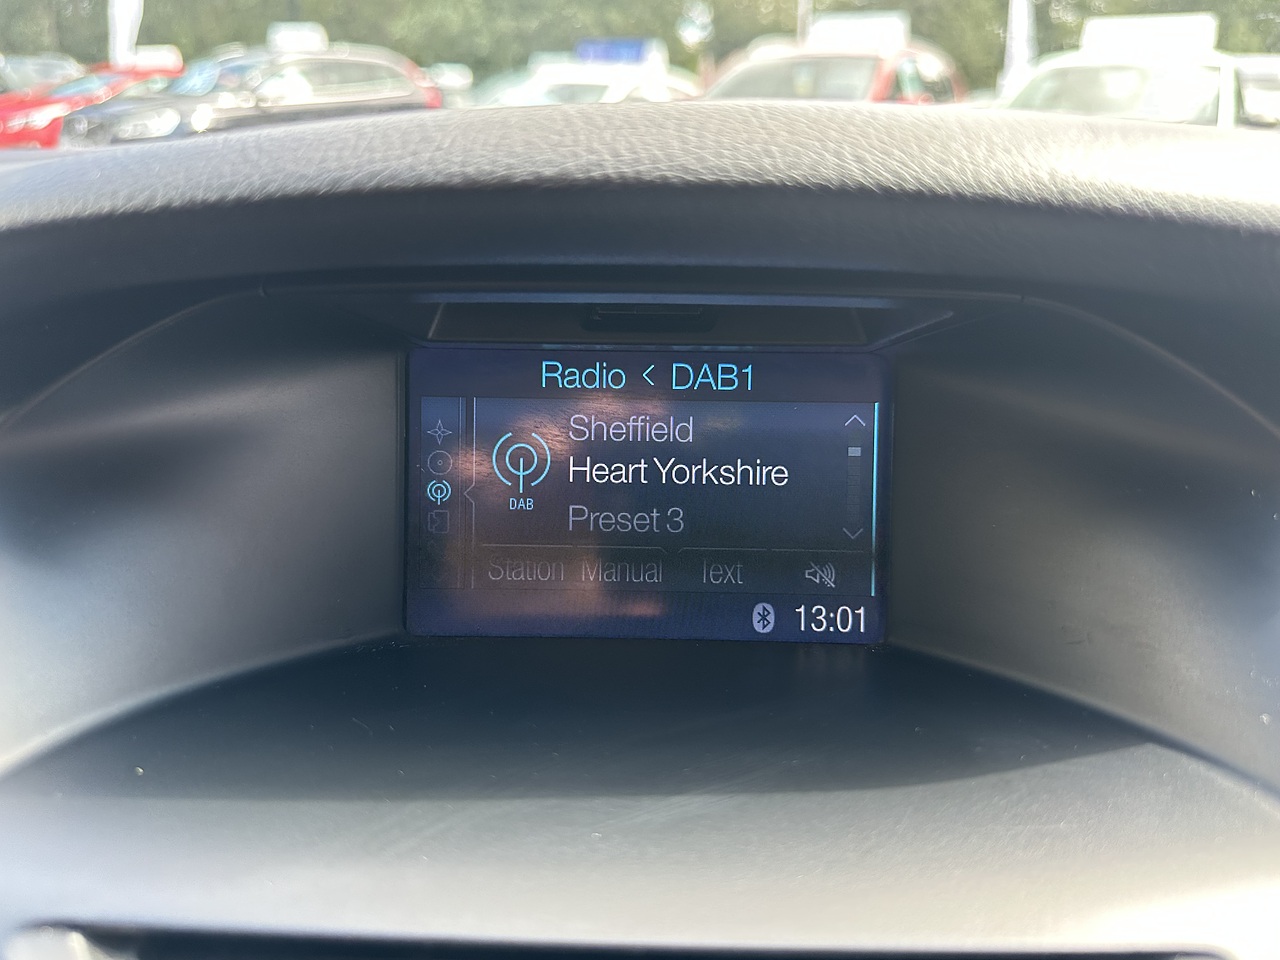 Radio < DAB1
Sheffield
Heart Yorkshire
DAB
Preset 3
Station Manual Text
13:01